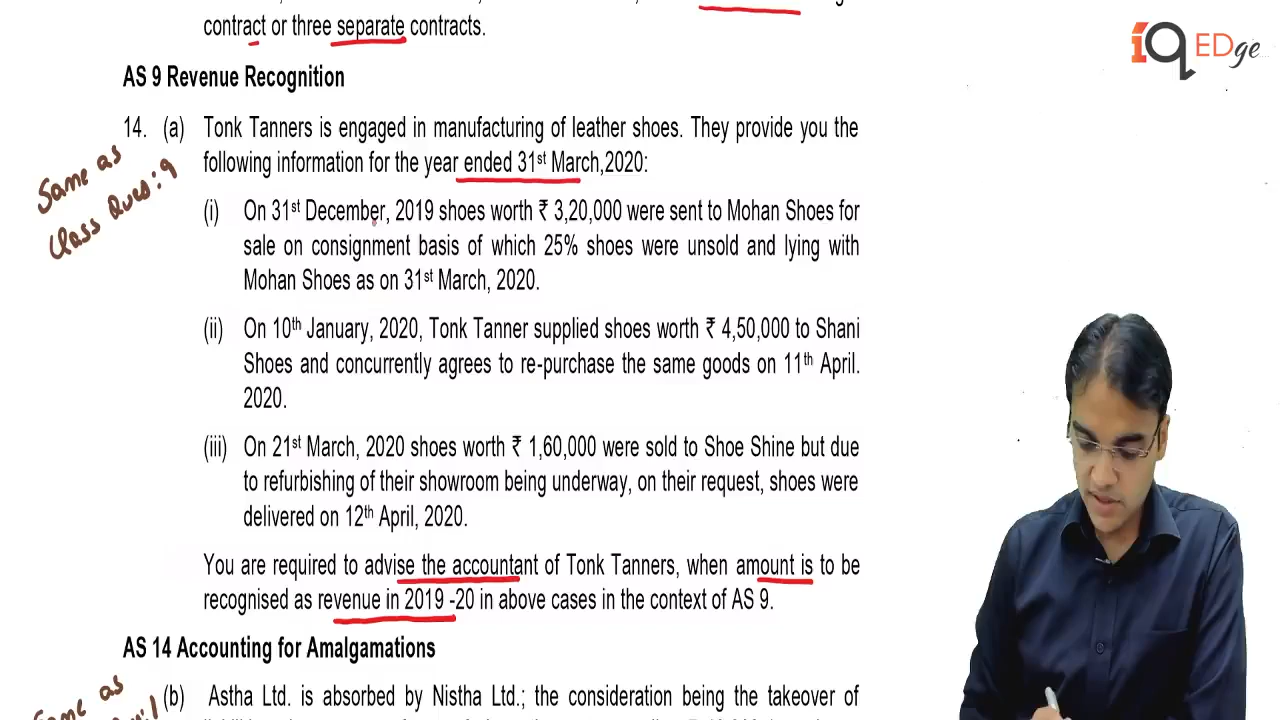 contract or three separate contracts.
iQ EDge
AS 9 Revenue Recognition
14. (a) Tonk Tanners is engaged in manufacturing of leather shoes. They provide you the
following information for the year ended 31st March,2020:
Same as
Class Ques: 9
(i) On 31st December, 2019 shoes worth ₹ 3,20,000 were sent to Mohan Shoes for
sale on consignment basis of which 25% shoes were unsold and lying with
Mohan Shoes as on 31st March, 2020.
(ii) On 10th January, 2020, Tonk Tanner supplied shoes worth ₹ 4,50,000 to Shani
Shoes and concurrently agrees to re-purchase the same goods on 11th April.
2020.
(iii) On 21st March, 2020 shoes worth ₹ 1,60,000 were sold to Shoe Shine but due
to refurbishing of their showroom being underway, on their request, shoes were
delivered on 12th April, 2020.
You are required to advise the accountant of Tonk Tanners, when amount is to be
recognised as revenue in 2019 -20 in above cases in the context of AS 9.
AS 14 Accounting for Amalgamations
Same as
(b) Astha Ltd. is absorbed by Nistha Ltd.; the consideration being the takeover of